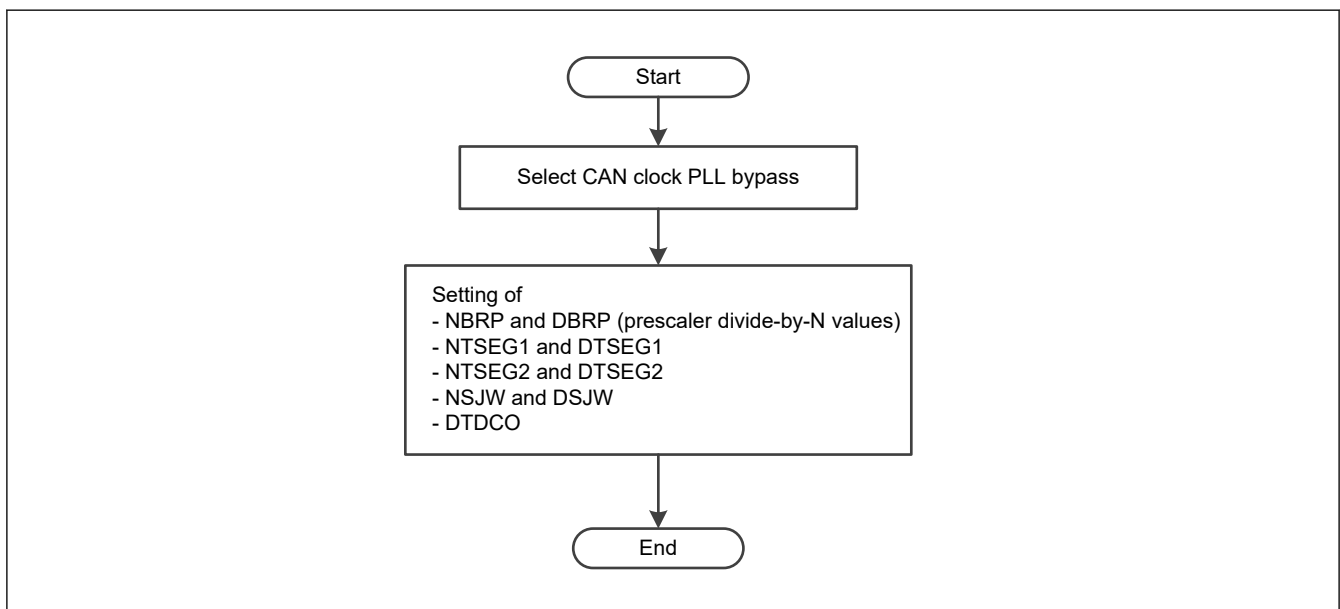 Start
Select CAN clock PLL bypass
Setting of
- NBRP and DBRP (prescaler divide-by-N values)
- NTSEG1 and DTSEG1
- NTSEG2 and DTSEG2
- NSJW and DSJW
- DTDCO
End